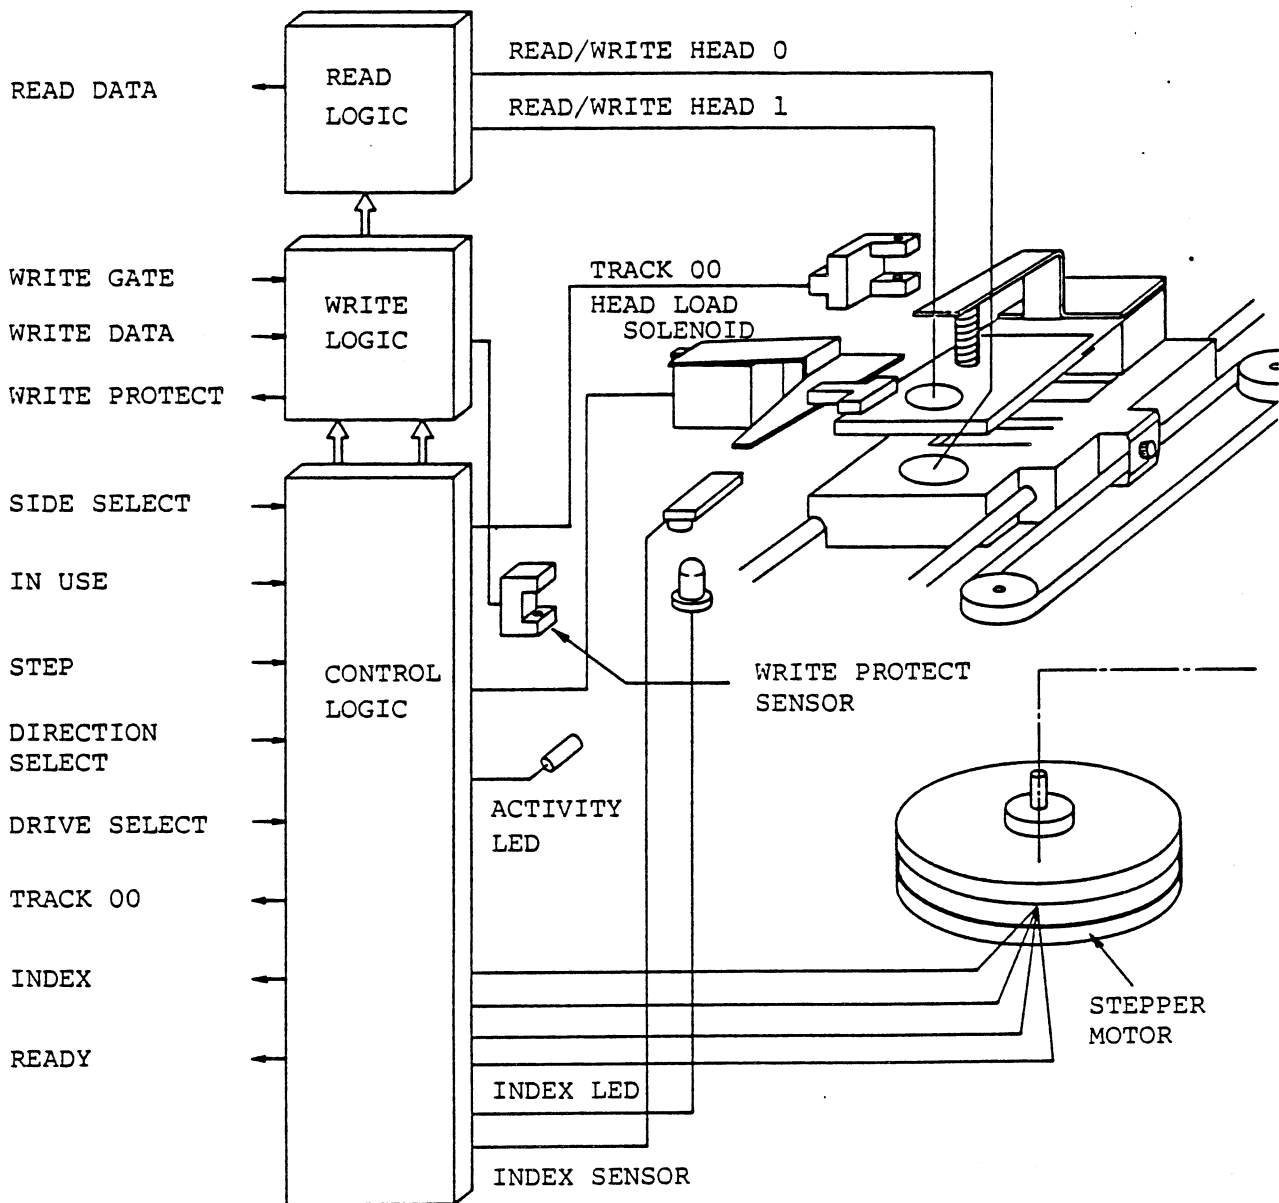 READ DATA
READ
LOGIC
READ/WRITE HEAD 0
READ/WRITE HEAD 1
WRITE GATE
WRITE DATA
WRITE PROTECT
WRITE
LOGIC
TRACK 00
HEAD LOAD
SOLENOID
SIDE SELECT
IN USE
STEP
DIRECTION
SELECT
DRIVE SELECT
TRACK 00
INDEX
READY
CONTROL
LOGIC
WRITE PROTECT
SENSOR
ACTIVITY
LED
STEPPER
MOTOR
INDEX LED
INDEX SENSOR